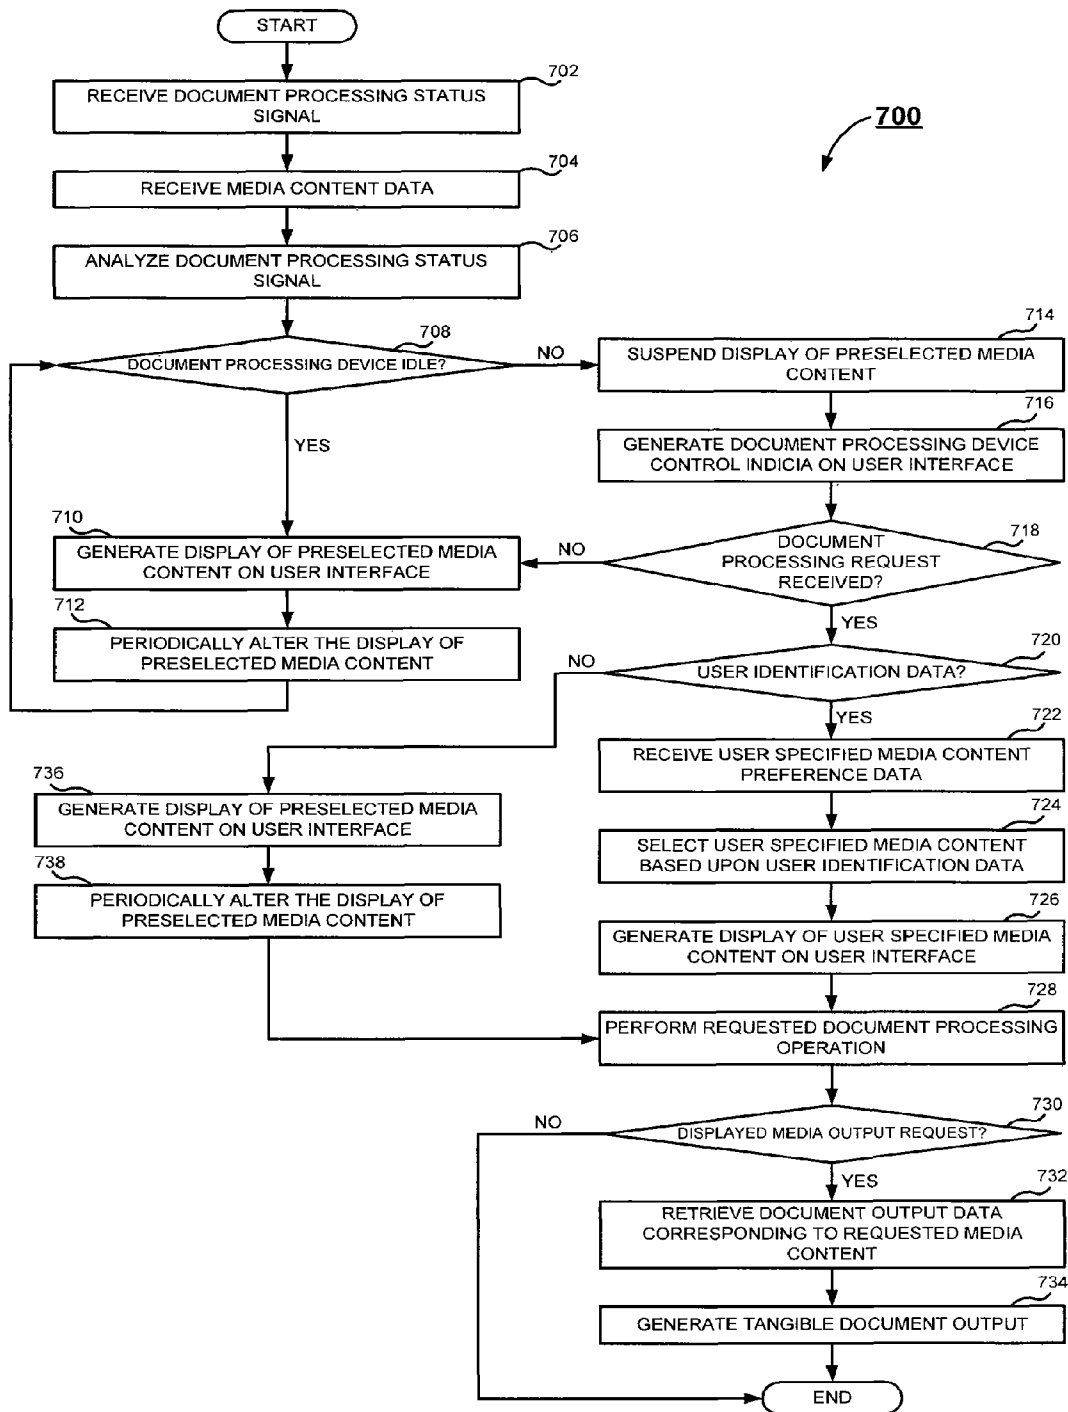 START
702
RECEIVE DOCUMENT PROCESSING STATUS
SIGNAL
700
704
RECEIVE MEDIA CONTENT DATA
706
ANALYZE DOCUMENT PROCESSING STATUS
SIGNAL
708
DOCUMENT PROCESSING DEVICE IDLE?
NO
YES
714
SUSPEND DISPLAY OF PRESELECTED MEDIA
CONTENT
716
GENERATE DOCUMENT PROCESSING DEVICE
CONTROL INDICIA ON USER INTERFACE
710
GENERATE DISPLAY OF PRESELECTED MEDIA
CONTENT ON USER INTERFACE
718
DOCUMENT
PROCESSING REQUEST
RECEIVED?
NO
YES
712
PERIODICALLY ALTER THE DISPLAY OF
PRESELECTED MEDIA CONTENT
720
USER IDENTIFICATION DATA?
NO
YES
722
RECEIVE USER SPECIFIED MEDIA CONTENT
PREFERENCE DATA
736
GENERATE DISPLAY OF PRESELECTED MEDIA
CONTENT ON USER INTERFACE
724
SELECT USER SPECIFIED MEDIA CONTENT
BASED UPON USER IDENTIFICATION DATA
738
PERIODICALLY ALTER THE DISPLAY OF
PRESELECTED MEDIA CONTENT
726
GENERATE DISPLAY OF USER SPECIFIED MEDIA
CONTENT ON USER INTERFACE
728
PERFORM REQUESTED DOCUMENT PROCESSING
OPERATION
730
DISPLAYED MEDIA OUTPUT REQUEST?
NO
YES
732
RETRIEVE DOCUMENT OUTPUT DATA
CORRESPONDING TO REQUESTED MEDIA
CONTENT
734
GENERATE TANGIBLE DOCUMENT OUTPUT
END